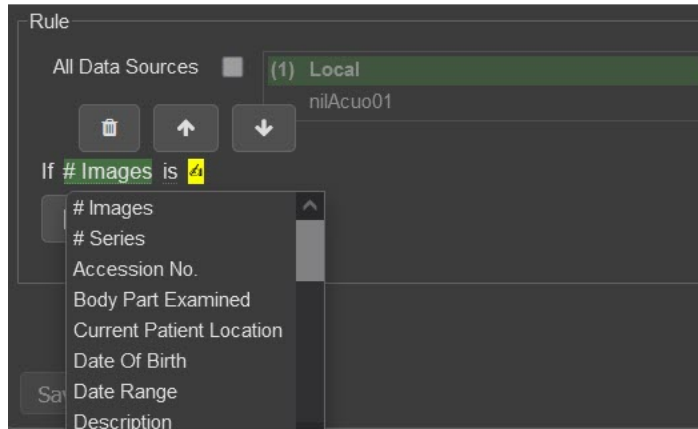 Rule
All Data Sources
(1) Local
nilAcuo01
If # Images is
# Images
# Series
Accession No.
Body Part Examined
Current Patient Location
Date Of Birth
Date Range
Description